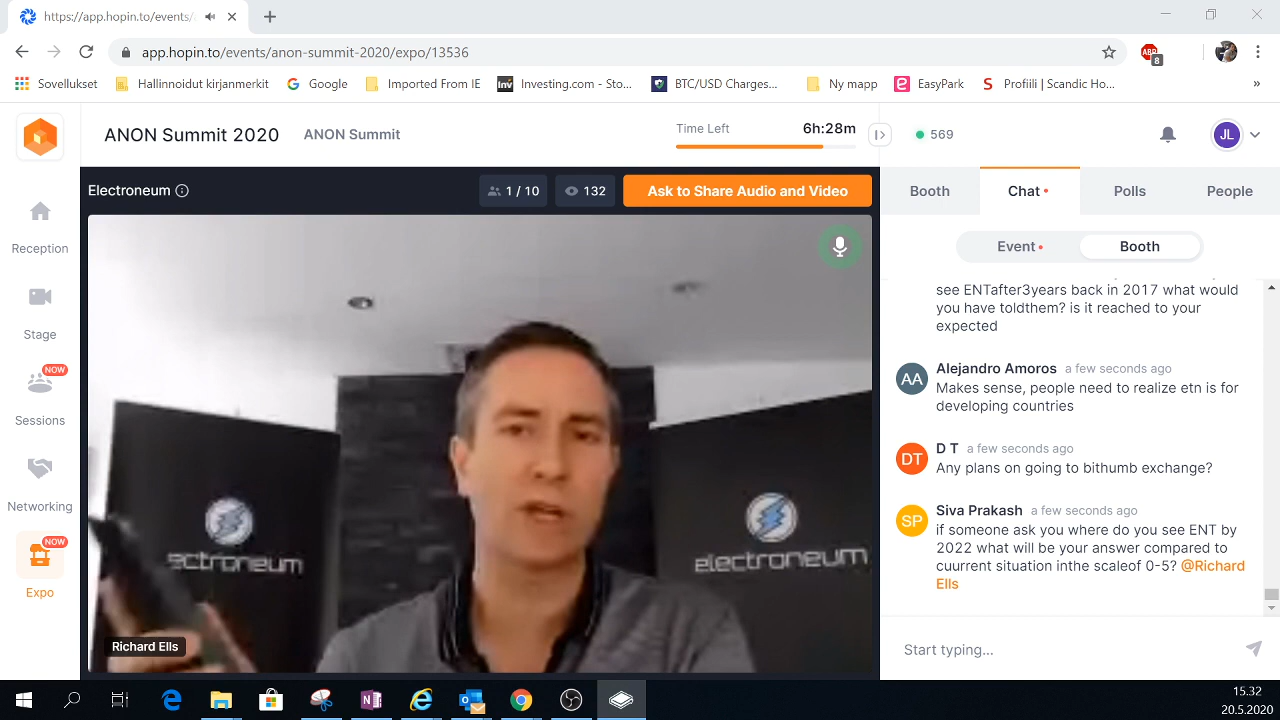 https://app.hopin.to/events/
app.hopin.to/events/anon-summit-2020/expo/13536
ABP
8
Sovellukset
Hallinnoidut kirjanmerkit
Google
Imported From IE
Inv
Investing.com - Sto...
BTC/USD Charges...
Ny mapp
EasyPark
S
Profiili | Scandic Ho...
»
ANON Summit 2020
ANON Summit
Time Left
6h:28m
569
JL
Electroneum
1 / 10
132
Ask to Share Audio and Video
Booth
Chat
Polls
People
Event
Booth
Reception
Stage
NOW
Sessions
Networking
NOW
Expo
electroneum
electroneum
Richard Ells
see ENTafter3years back in 2017 what would
you have toldthem? is it reached to your
expected
AA
Alejandro Amoros a few seconds ago
Makes sense, people need to realize etn is for
developing countries
DT
D T a few seconds ago
Any plans on going to bithumb exchange?
SP
Siva Prakash a few seconds ago
if someone ask you where do you see ENT by
2022 what will be your answer compared to
cuurrent situation inthe scaleof 0-5? @Richard
Ells
Start typing...
15.32
20.5.2020